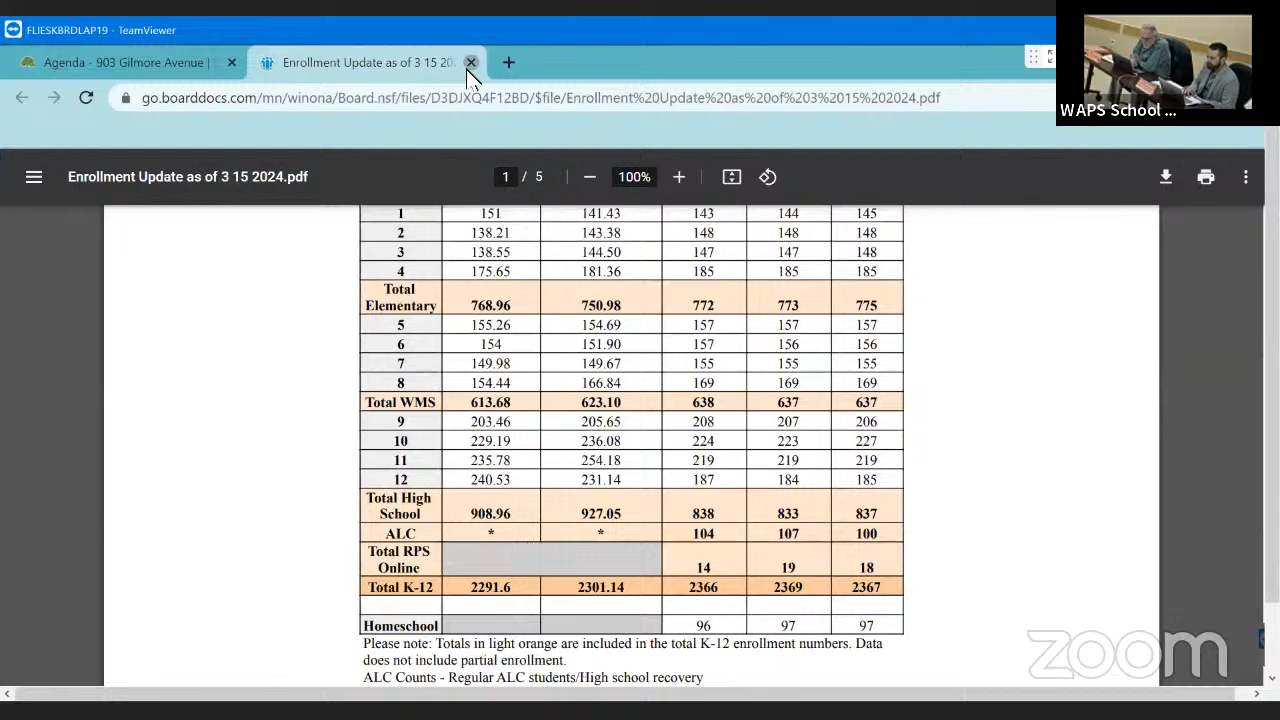 FLIESKBRDLAP19 - TeamViewer
Agenda - 903 Gilmore Avenue |
Enrollment Update as of 3 15 20
go.boarddocs.com/mn/winona/Board.nsf/files/D3DJXQ4F12BD/$file/Enrollment%20Update%20as%20of%203%2015%202024.pdf
WAPS School ...
Enrollment Update as of 3 15 2024.pdf 1 / 5 100%
1 151 141.43 143 144 145
2 138.21 143.38 148 148 148
3 138.55 144.50 147 147 148
4 175.65 181.36 185 185 185
Total
Elementary 768.96 750.98 772 773 775
5 155.26 154.69 157 157 157
6 154 151.90 157 156 156
7 149.98 149.67 155 155 155
8 154.44 166.84 169 169 169
Total WMS 613.68 623.10 638 637 637
9 203.46 205.65 208 207 206
10 229.19 236.08 224 223 227
11 235.78 254.18 219 219 219
12 240.53 231.14 187 184 185
Total High
School 908.96 927.05 838 833 837
ALC * * 104 107 100
Total RPS
Online 14 19 18
Total K-12 2291.6 2301.14 2366 2369 2367
Homeschool 96 97 97
Please note: Totals in light orange are included in the total K-12 enrollment numbers. Data
does not include partial enrollment.
ALC Counts - Regular ALC students/High school recovery
zoom